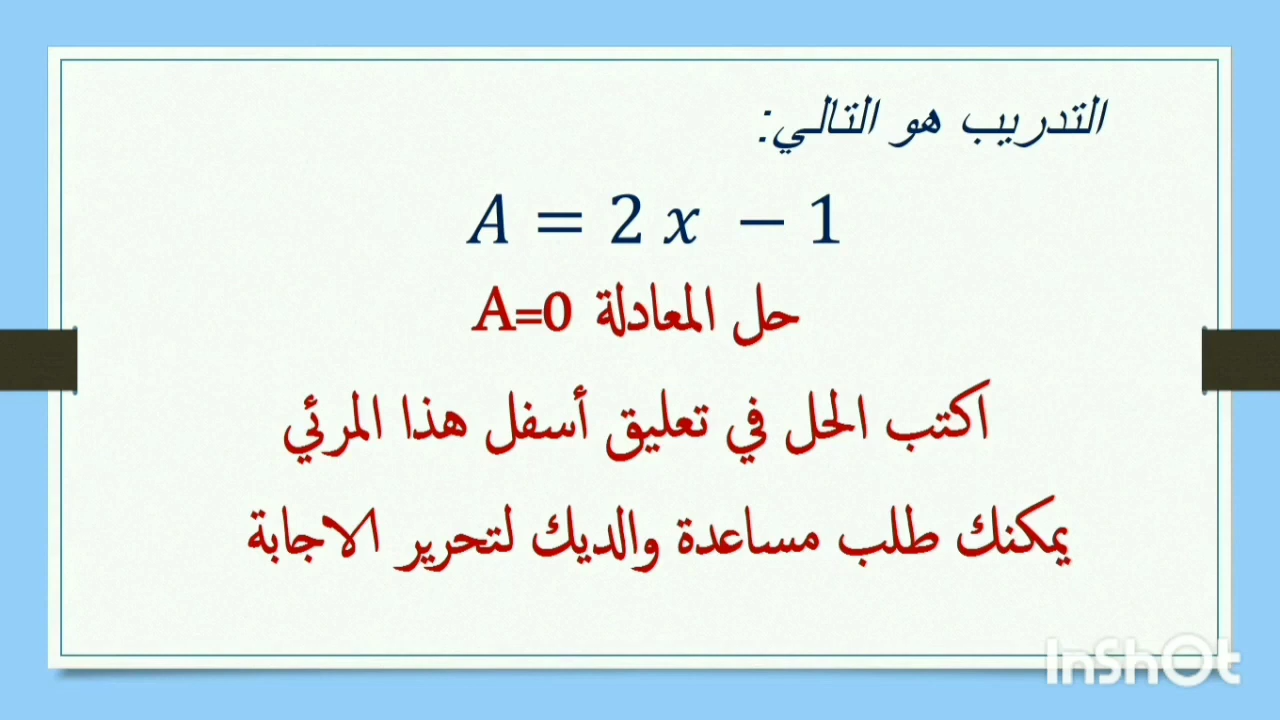 التدريب هو التالي:
A = 2 x − 1
حل المعادلة A=0
اكتب الحل في تعليق أسفل هذا المرئي
يمكنك طلب مساعدة والديك لتحرير الاجابة
InShOt